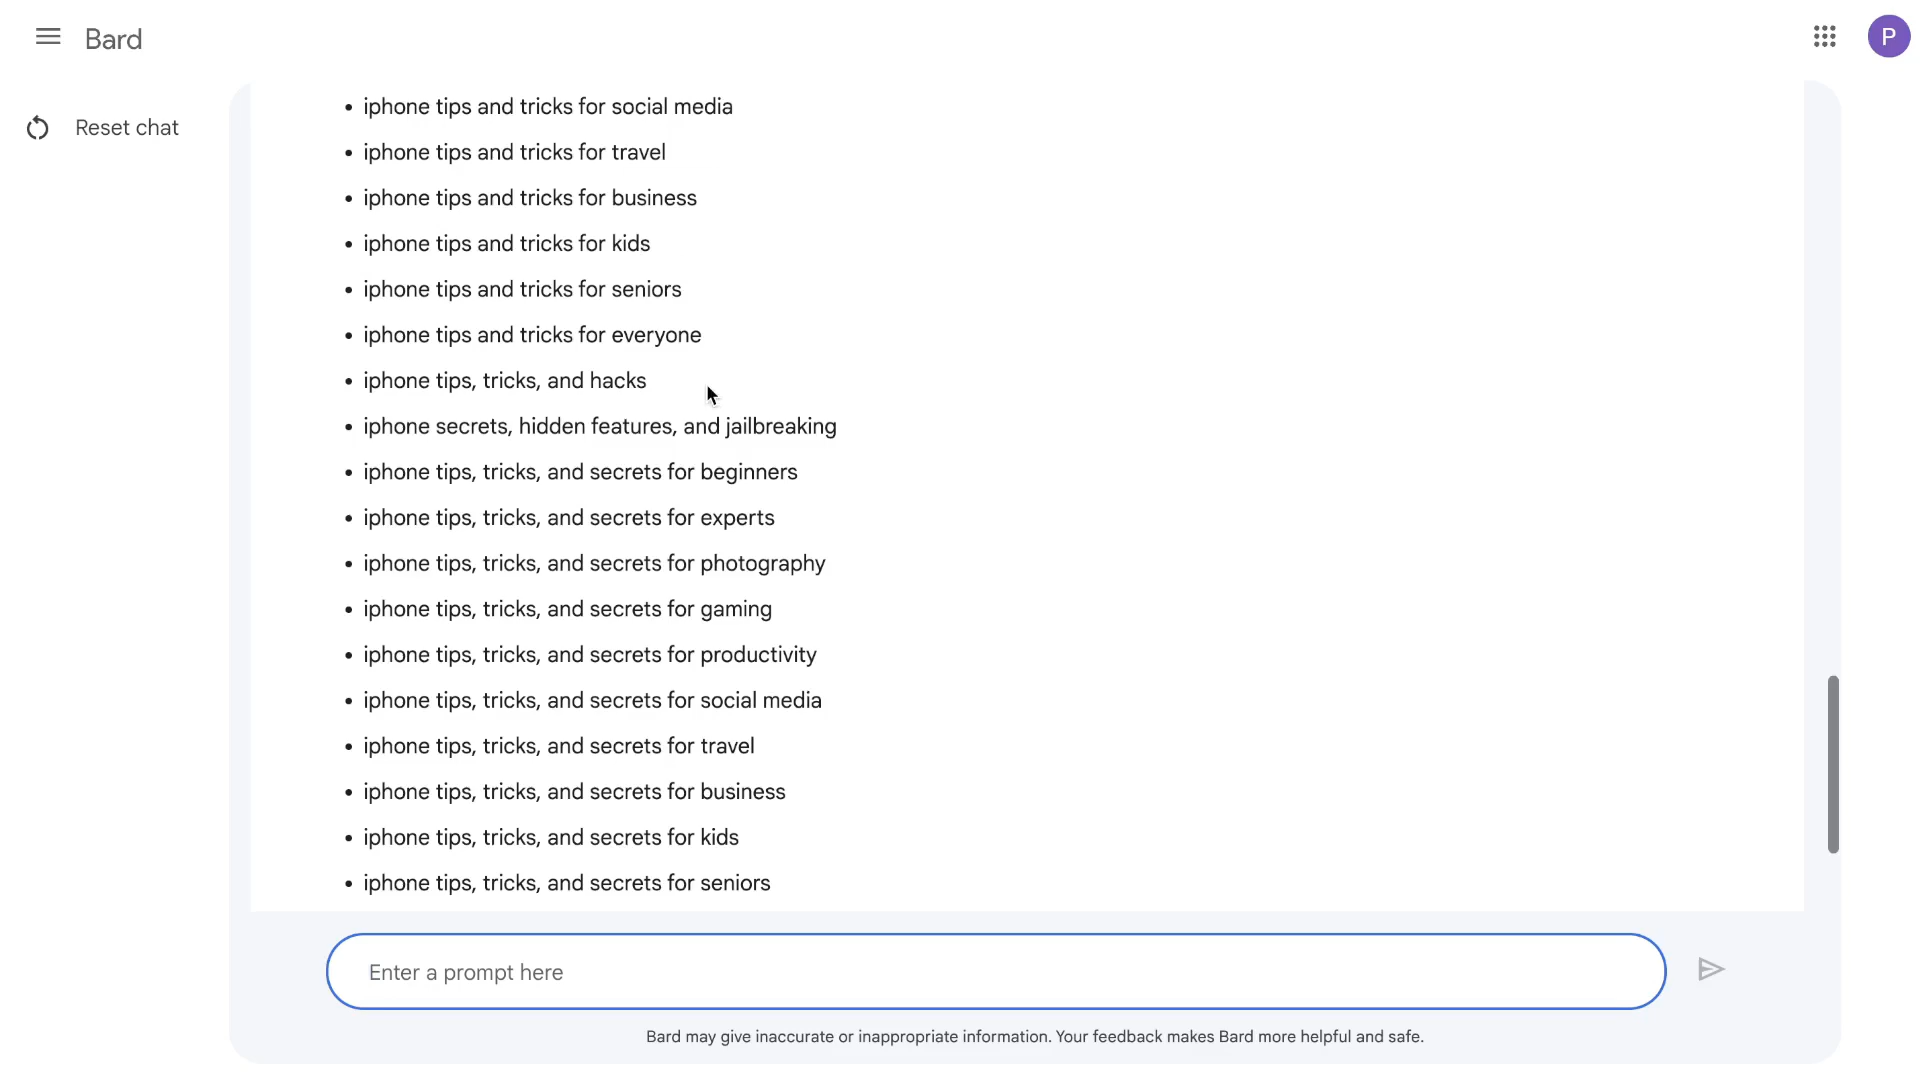 Bard
P
Reset chat
• iphone tips and tricks for social media
• iphone tips and tricks for travel
• iphone tips and tricks for business
• iphone tips and tricks for kids
• iphone tips and tricks for seniors
• iphone tips and tricks for everyone
• iphone tips, tricks, and hacks
• iphone secrets, hidden features, and jailbreaking
• iphone tips, tricks, and secrets for beginners
• iphone tips, tricks, and secrets for experts
• iphone tips, tricks, and secrets for photography
• iphone tips, tricks, and secrets for gaming
• iphone tips, tricks, and secrets for productivity
• iphone tips, tricks, and secrets for social media
• iphone tips, tricks, and secrets for travel
• iphone tips, tricks, and secrets for business
• iphone tips, tricks, and secrets for kids
• iphone tips, tricks, and secrets for seniors
Enter a prompt here
Bard may give inaccurate or inappropriate information. Your feedback makes Bard more helpful and safe.